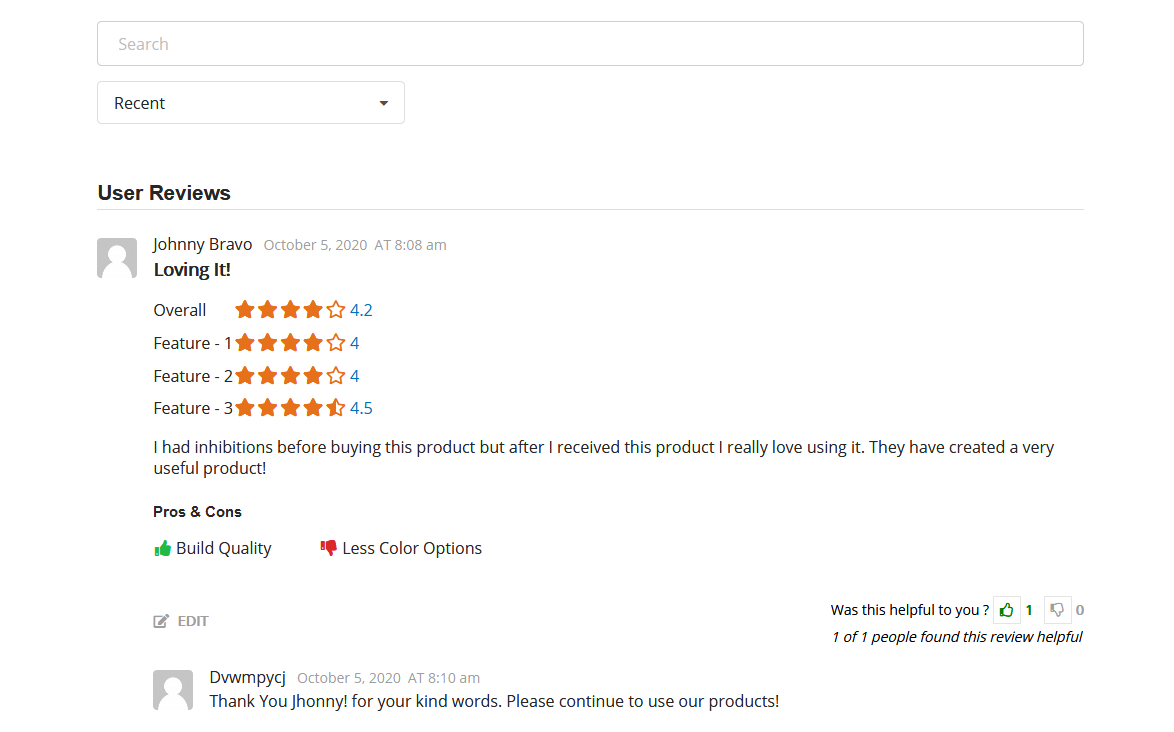 Search
Recent
User Reviews
Johnny Bravo October 5, 2020 AT 8:08 am
Loving It!
Overall 4.2
Feature - 1 4
Feature - 2 4
Feature - 3 4.5
I had inhibitions before buying this product but after I received this product I really love using it. They have created a very
useful product!
Pros & Cons
Build Quality Less Color Options
EDIT
Was this helpful to you ? 1 0
1 of 1 people found this review helpful
Dvwmpycj October 5, 2020 AT 8:10 am
Thank You Jhonny! for your kind words. Please continue to use our products!